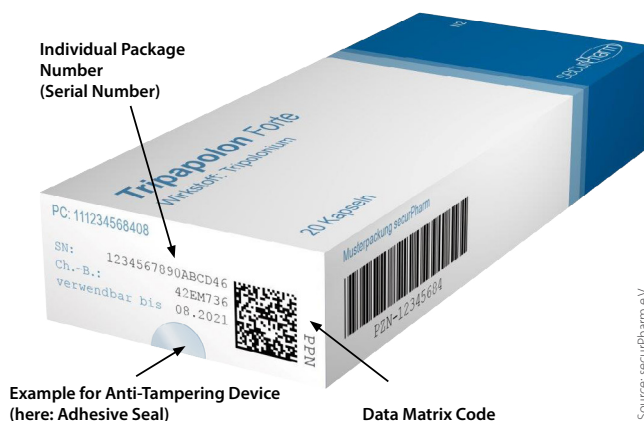 Individual Package
Number
(Serial Number)
N2
securPharm
Tripapolon Forte
Wirkstoff: Tripolonium
20 Kapseln
PC: 111234568408
SN: 1234567890ABCD46
Ch.-B.: 42EM736
verwendbar bis 08.2021
PPN
Musterpackung securPharm
PZN-12345684
Example for Anti-Tampering Device
(here: Adhesive Seal)
Data Matrix Code
Source: securPharm e.V.